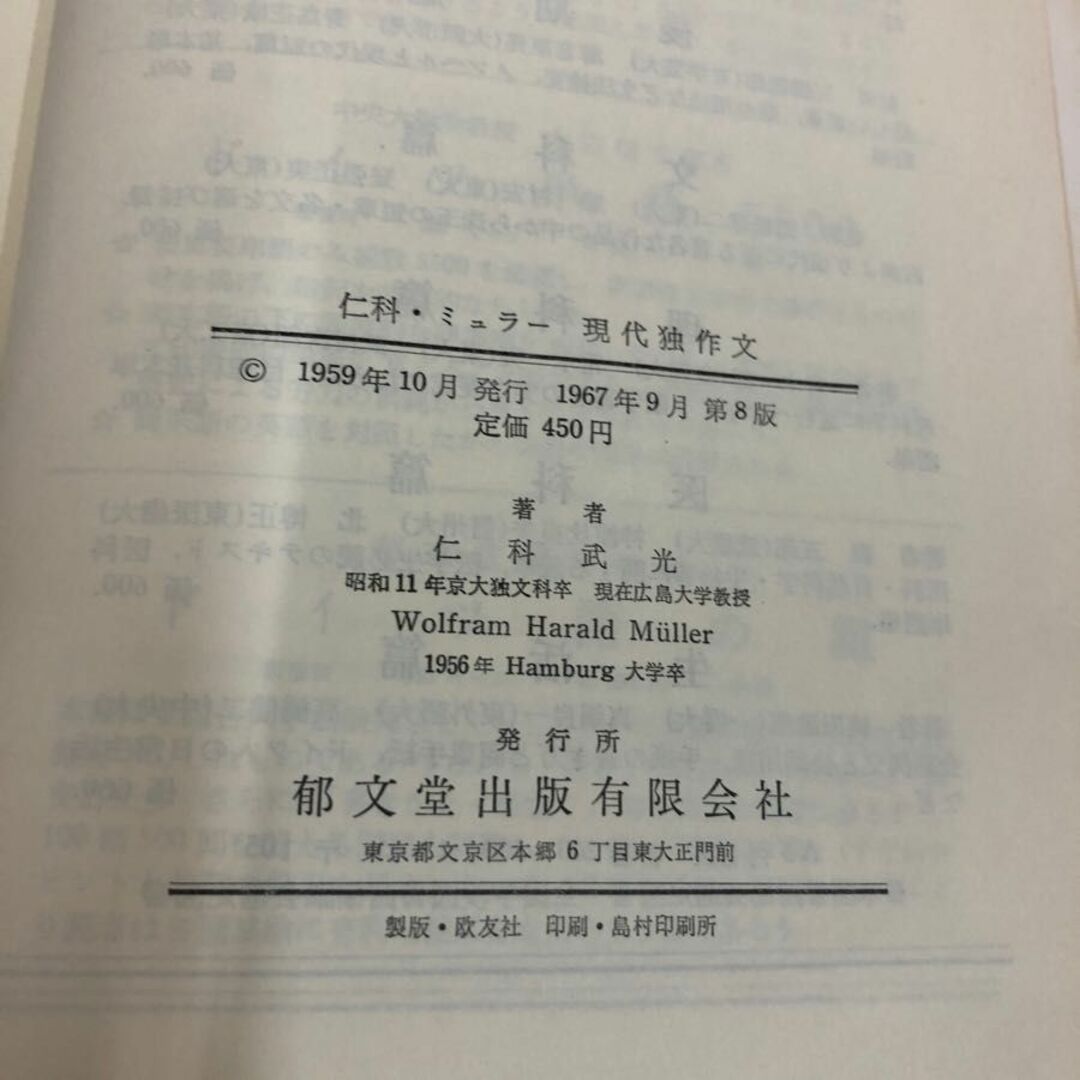 仁科・ミュラー 現代独作文
© 1959年10月 発行 1967年9月 第8版
定価 450円
著者
仁科武光
昭和11年京大独文科卒 現在広島大学教授
Wolfram Harald Müller
1956年 Hamburg 大学卒
発行所
郁文堂出版有限会社
東京都文京区本郷6丁目東大正門前
製版・欧友社 印刷・島村印刷所